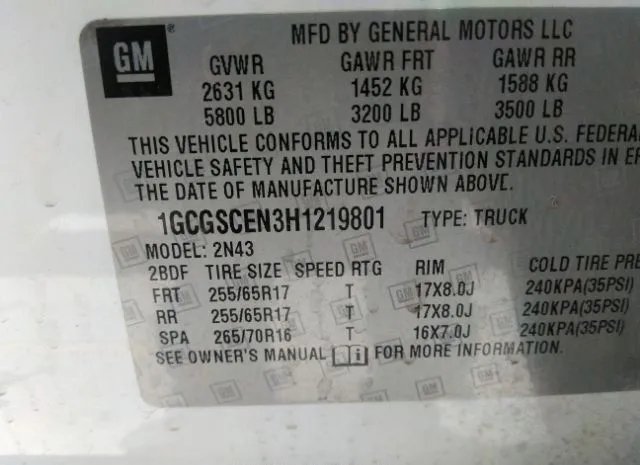 GM
MFD BY GENERAL MOTORS LLC
GVWR GAWR FRT GAWR RR
2631 KG 1452 KG 1588 KG
5800 LB 3200 LB 3500 LB
THIS VEHICLE CONFORMS TO ALL APPLICABLE U.S. FEDERAL
VEHICLE SAFETY AND THEFT PREVENTION STANDARDS IN
THE DATE OF MANUFACTURE SHOWN ABOVE.
1GCGSCEN3H1219801 TYPE: TRUCK
MODEL: 2N43
2BDF TIRE SIZE SPEED RTG RIM COLD TIRE
FRT 255/65R17 T 17X8.0J 240KPA(35PSI)
RR 255/65R17 T 17X8.0J 240KPA(35PSI)
SPA 265/70R16 T 16X7.0J 240KPA(35PSI)
SEE OWNER'S MANUAL i FOR MORE INFORMATION.